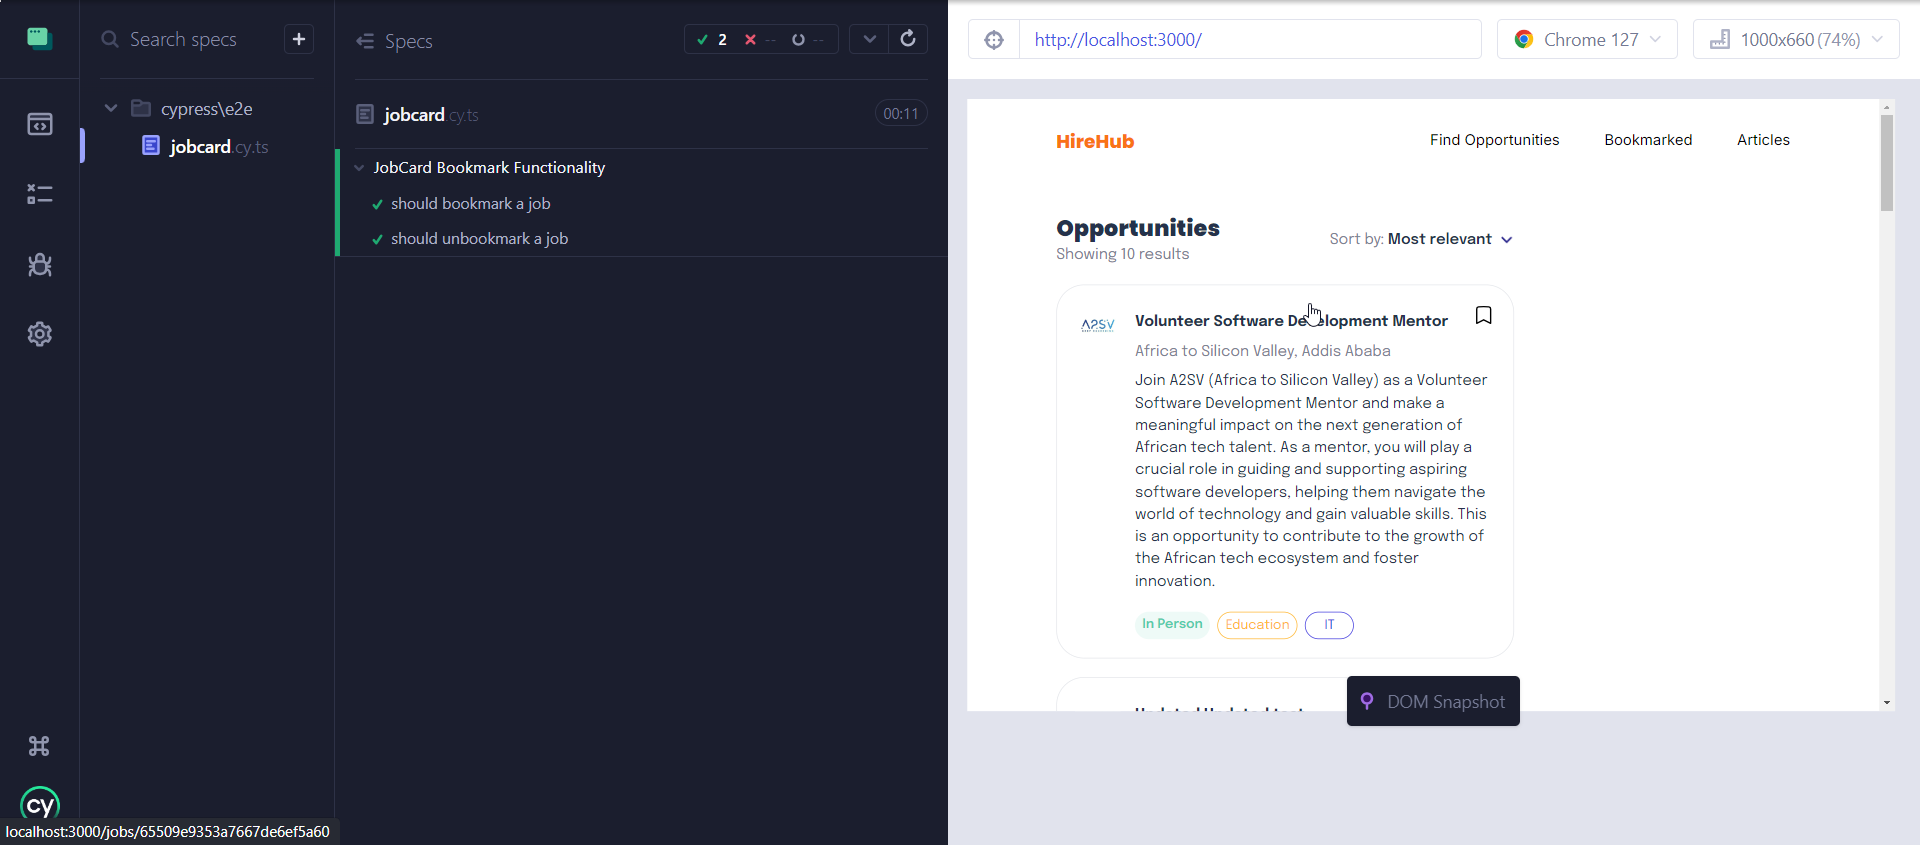 Search specs
+
cypress\e2e
jobcard.cy.ts
Specs
2 -- --
jobcard.cy.ts
00:11
JobCard Bookmark Functionality
should bookmark a job
should unbookmark a job
cy
localhost:3000/jobs/65509e9353a7667de6ef5a60
http://localhost:3000/
Chrome 127
1000x660 (74%)
HireHub
Find Opportunities
Bookmarked
Articles
Opportunities
Showing 10 results
Sort by: Most relevant
A2SV
Volunteer Software Development Mentor
Africa to Silicon Valley, Addis Ababa
Join A2SV (Africa to Silicon Valley) as a Volunteer
Software Development Mentor and make a
meaningful impact on the next generation of
African tech talent. As a mentor, you will play a
crucial role in guiding and supporting aspiring
software developers, helping them navigate the
world of technology and gain valuable skills. This
is an opportunity to contribute to the growth of
the African tech ecosystem and foster
innovation.
In Person
Education
IT
DOM Snapshot